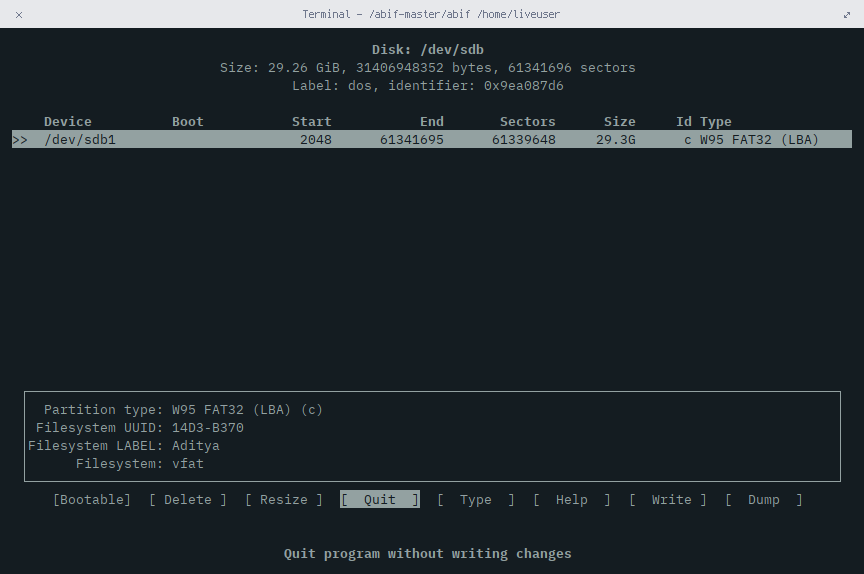 Terminal - /abif-master/abif /home/liveuser
Disk: /dev/sdb
Size: 29.26 GiB, 31406948352 bytes, 61341696 sectors
Label: dos, identifier: 0x9ea087d6
Device Boot Start End Sectors Size Id Type
>> /dev/sdb1 2048 61341695 61339648 29.3G c W95 FAT32 (LBA)
Partition type: W95 FAT32 (LBA) (c)
Filesystem UUID: 14D3-B370
Filesystem LABEL: Aditya
Filesystem: vfat
[Bootable] [ Delete ] [ Resize ] [ Quit ] [ Type ] [ Help ] [ Write ] [ Dump ]
Quit program without writing changes